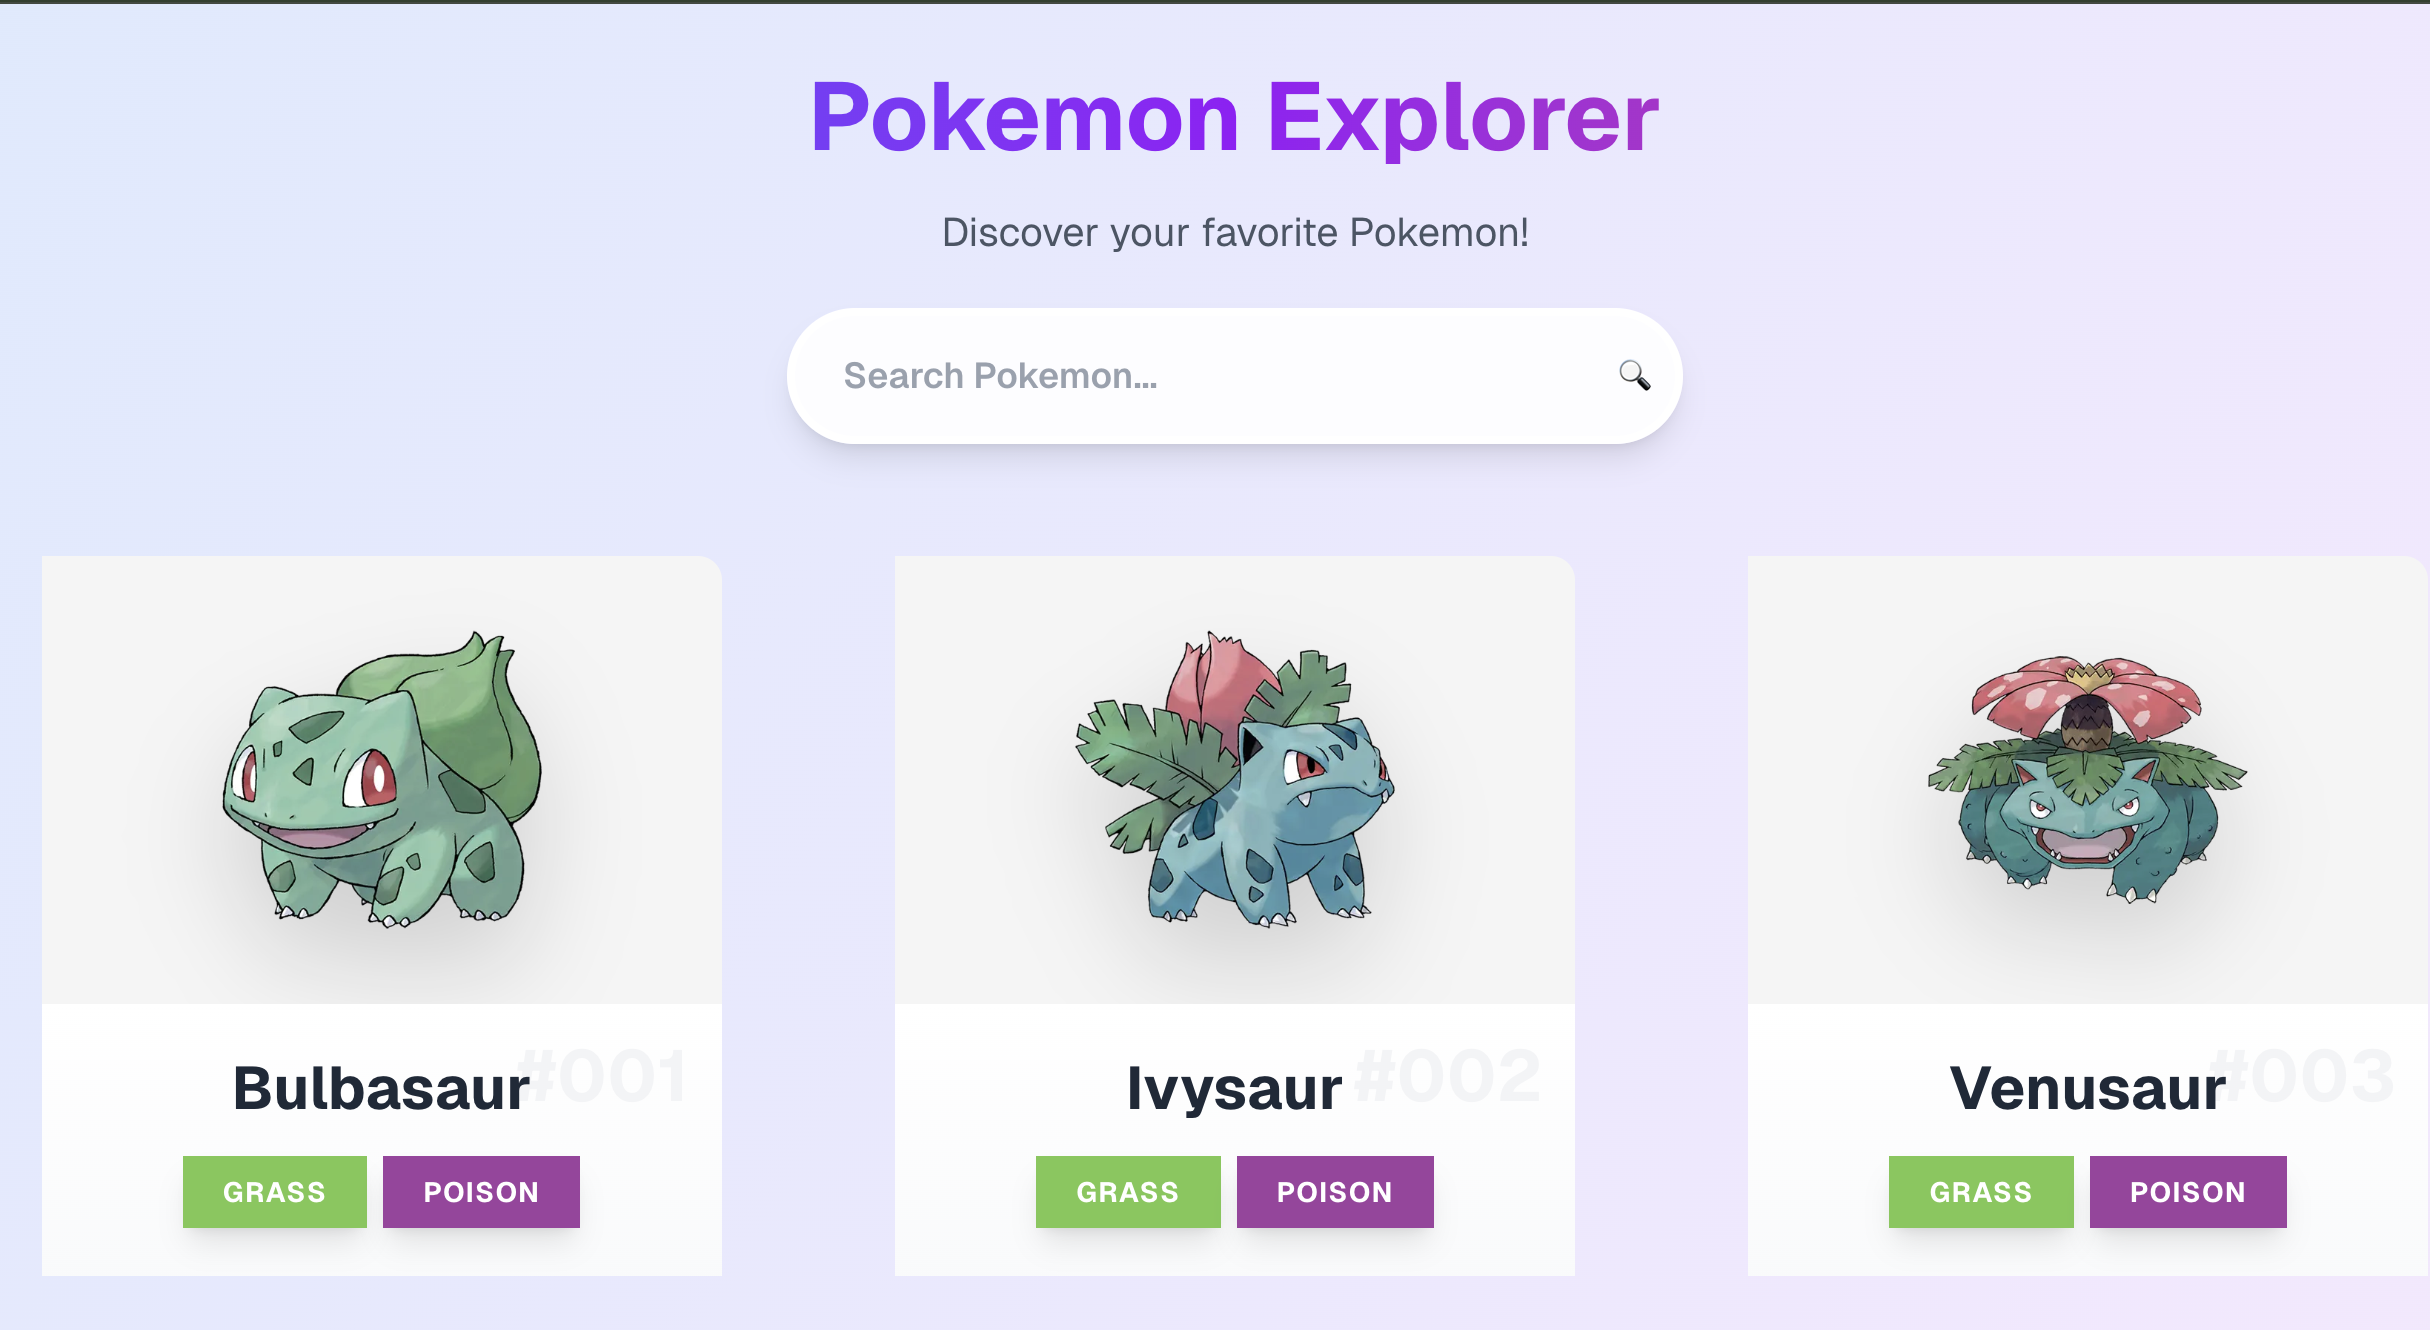 Pokemon Explorer
Discover your favorite Pokemon!
Search Pokemon...
Bulbasaur #001
GRASS POISON
Ivysaur #002
GRASS POISON
Venusaur #003
GRASS POISON